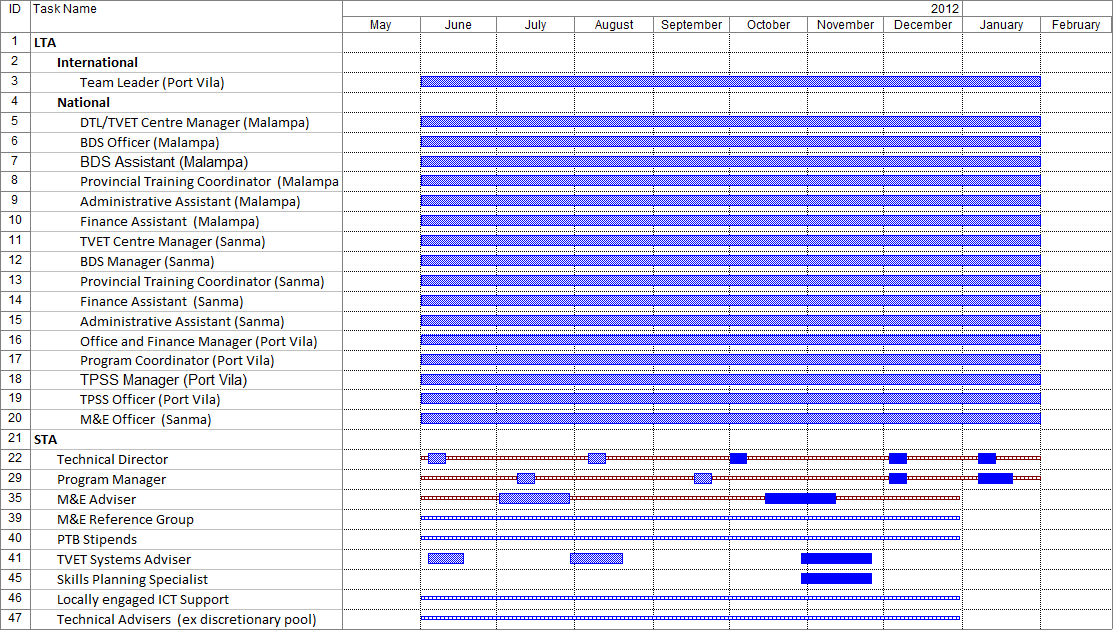 ID Task Name 2012
May June July August September October November December January February
1 LTA
2 International
3 Team Leader (Port Vila)
4 National
5 DTL/TVET Centre Manager (Malampa)
6 BDS Officer (Malampa)
7 BDS Assistant (Malampa)
8 Provincial Training Coordinator (Malampa
9 Administrative Assistant (Malampa)
10 Finance Assistant (Malampa)
11 TVET Centre Manager (Sanma)
12 BDS Manager (Sanma)
13 Provincial Training Coordinator (Sanma)
14 Finance Assistant (Sanma)
15 Administrative Assistant (Sanma)
16 Office and Finance Manager (Port Vila)
17 Program Coordinator (Port Vila)
18 TPSS Manager (Port Vila)
19 TPSS Officer (Port Vila)
20 M&E Officer (Sanma)
21 STA
22 Technical Director
29 Program Manager
35 M&E Adviser
39 M&E Reference Group
40 PTB Stipends
41 TVET Systems Adviser
45 Skills Planning Specialist
46 Locally engaged ICT Support
47 Technical Advisers (ex discretionary pool)